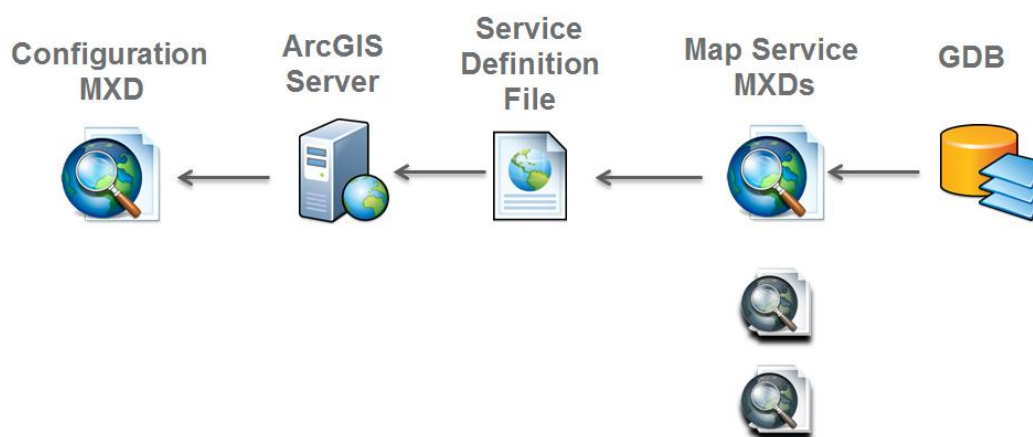 Configuration
MXD
ArcGIS
Server
Service
Definition
File
Map Service
MXDs
GDB